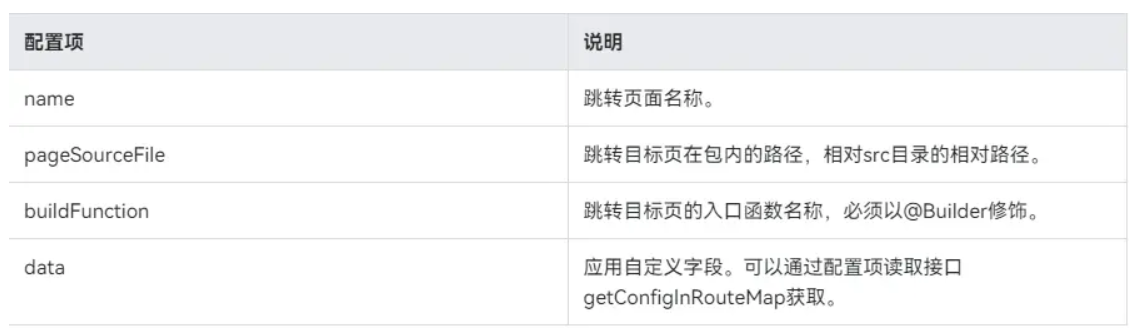 配置项
说明
name
跳转页面名称。
pageSourceFile
跳转目标页在包内的路径，相对src目录的相对路径。
buildFunction
跳转目标页的入口函数名称，必须以@Builder修饰。
data
应用自定义字段。可以通过配置项读取接口
getConfigInRouteMap获取。